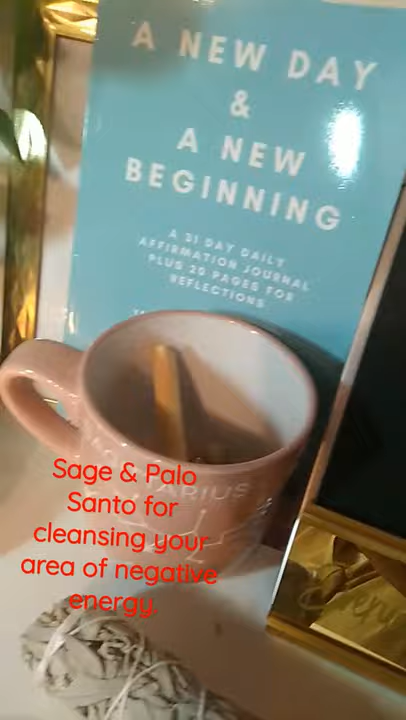 A NEW DAY
&
A NEW
BEGINNING
A 31 DAY DAILY
AFFIRMATION JOURNAL
PLUS 20 PAGES FOR
REFLECTIONS
ARIUS
Sage & Palo
Santo for
cleansing your
area of negative
energy.